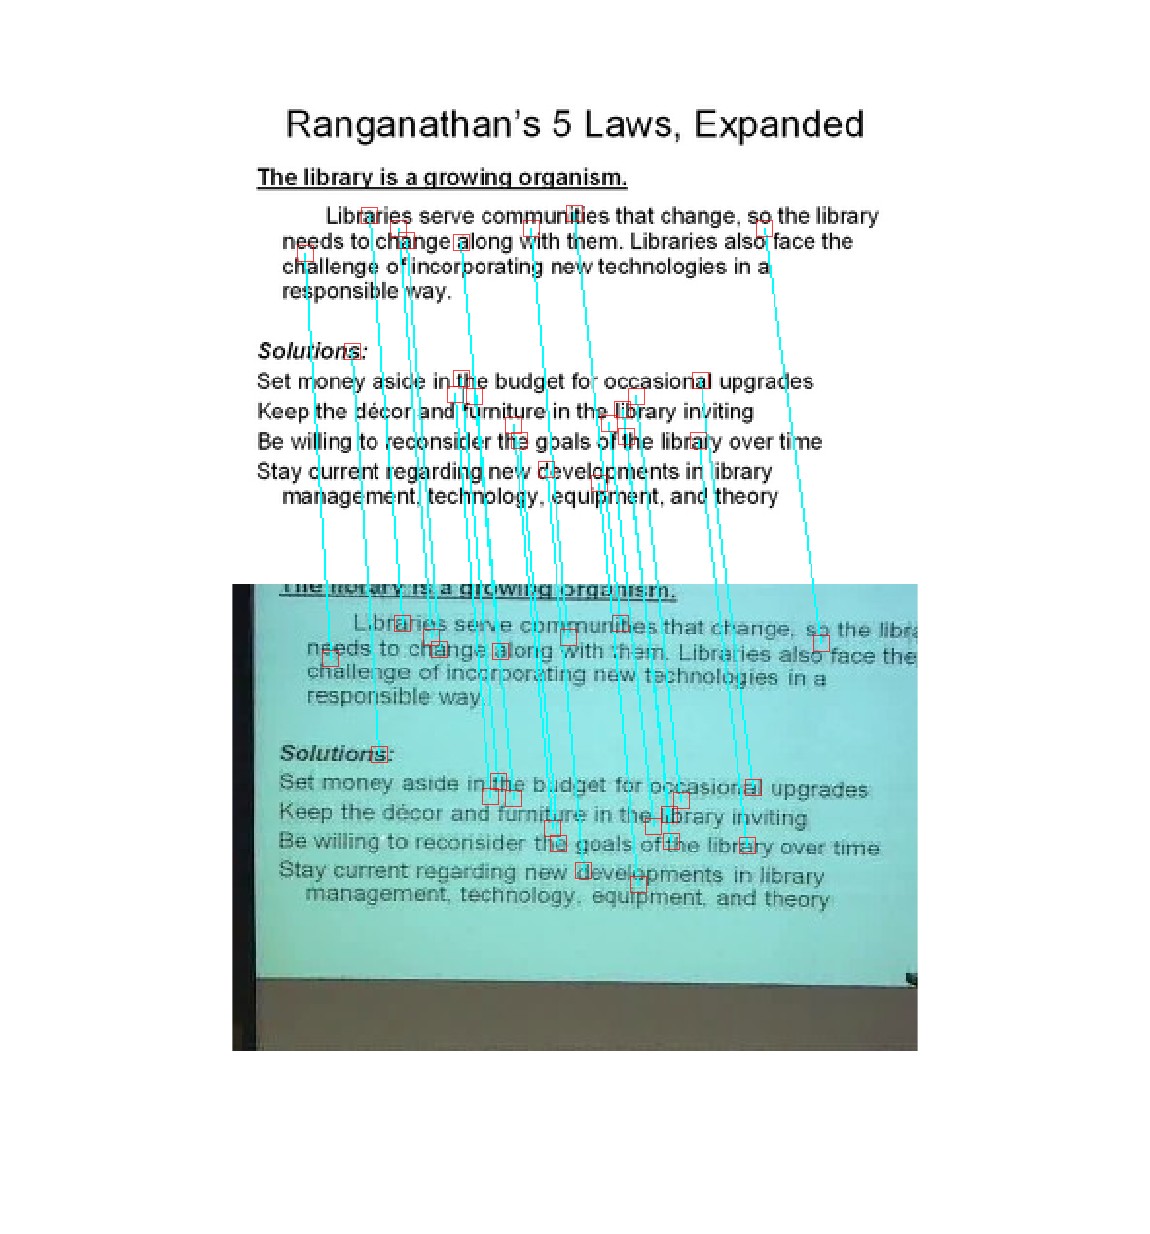 Ranganathan's 5 Laws, Expanded
The library is a growing organism.
Libraries serve communities that change, so the library
needs to change along with them. Libraries also face the
challenge of incorporating new technologies in a
responsible way.
Solutions:
Set money aside in the budget for occasional upgrades
Keep the décor and furniture in the library inviting
Be willing to reconsider the goals of the library over time
Stay current regarding new developments in library
management, technology, equipment, and theory
The library is a growing organism.
Libraries serve communities that change, so the libra
needs to change along with them. Libraries also face the
challenge of incorporating new technologies in a
responsible way.
Solutions:
Set money aside in the budget for occasional upgrades
Keep the décor and furniture in the library inviting
Be willing to reconsider the goals of the library over time
Stay current regarding new developments in library
management, technology, equipment, and theory